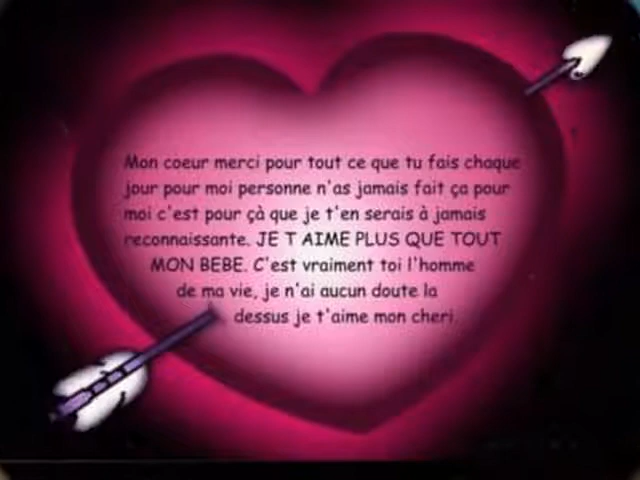 Mon coeur merci pour tout ce que tu fais chaque
jour pour moi personne n'as jamais fait ça pour
moi c'est pour çà que je t'en serais à jamais
reconnaissante. JE T AIME PLUS QUE TOUT
MON BEBE. C'est vraiment toi l'homme
de ma vie, je n'ai aucun doute la
dessus je t'aime mon cheri.